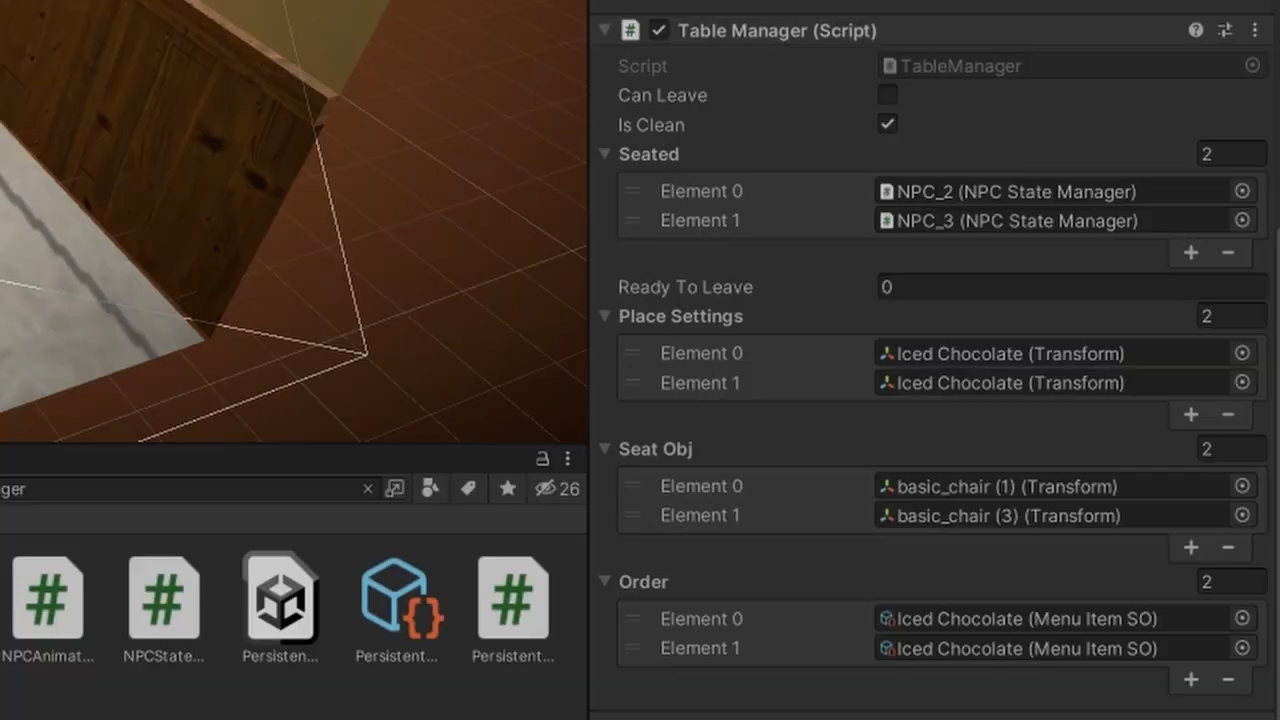 Table Manager (Script)
Script TableManager
Can Leave
Is Clean
Seated 2
Element 0 NPC_2 (NPC State Manager)
Element 1 NPC_3 (NPC State Manager)
Ready To Leave 0
Place Settings 2
Element 0 Iced Chocolate (Transform)
Element 1 Iced Chocolate (Transform)
Seat Obj 2
Element 0 basic_chair (1) (Transform)
Element 1 basic_chair (3) (Transform)
Order 2
Element 0 Iced Chocolate (Menu Item SO)
Element 1 Iced Chocolate (Menu Item SO)
ger
26
NPCAnimat... NPCState... Persisten... Persistent... Persistent...